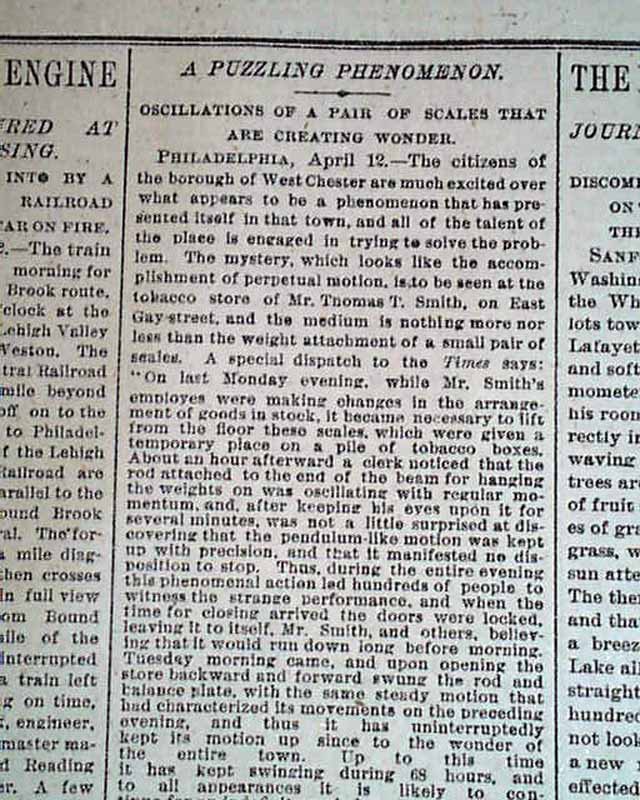 ENGINE
RED AT
SING.
INTO BY A
RAILROAD
CAR ON FIRE.
2.—The train
morning for
Brook route.
o'clock at the
Lehigh Valley
Weston. The
ntral Railroad
mile beyond
off on to the
to Philadel-
of the Lehigh
Railroad are
parallel to the
ound Brook
ral. The for-
a mile diag-
then crosses
in full view
om Bound
mile of the
interrupted
a train left
g on time,
engineer,
master ma-
d Reading
er. A few
A PUZZLING PHENOMENON.
OSCILLATIONS OF A PAIR OF SCALES THAT
ARE CREATING WONDER.
PHILADELPHIA, April 12.—The citizens of
the borough of West Chester are much excited over
what appears to be a phenomenon that has pre-
sented itself in that town, and all of the talent of
the place is engaged in trying to solve the prob-
lem. The mystery, which looks like the accom-
plishment of perpetual motion, is to be seen at the
tobacco store of Mr. Thomas T. Smith, on East
Gay-street, and the medium is nothing more nor
less than the weight attachment of a small pair of
scales. A special dispatch to the Times says:
"On last Monday evening, while Mr. Smith's
employes were making changes in the arrange-
ment of goods in stock, it became necessary to lift
from the floor these scales, which were given a
temporary place on a pile of tobacco boxes.
About an hour afterward a clerk noticed that the
rod attached to the end of the beam for hanging
the weights on was oscillating with regular mo-
mentum, and, after keeping his eyes upon it for
several minutes, was not a little surprised at dis-
covering that the pendulum-like motion was kept
up with precision, and that it manifested no dis-
position to stop. Thus, during the entire evening
this phenomenal action led hundreds of people to
witness the strange performance, and when the
time for closing arrived the doors were locked,
leaving it to itself, Mr. Smith, and others, believ-
ing that it would run down long before morning.
Tuesday morning came, and upon opening the
store backward and forward swung the rod and
balance plate, with the same steady motion that
had characterized its movements on the preceding
evening, and thus it has uninterruptedly
kept its motion up since to the wonder of
the entire town. Up to this time
it has kept swinging during 68 hours, and
to all appearances it is likely to con-
THE
JOURN
DISCOM
ON
THE
SANF
Washin
the Wh
lots tow
Lafayet
and soft
mometer
his room
rectly in
waving
trees are
of fruit
es of gra
grass, w
sun afte
The the
and tha
a breez
Lake all
straight
hundred
not look
a new
effected